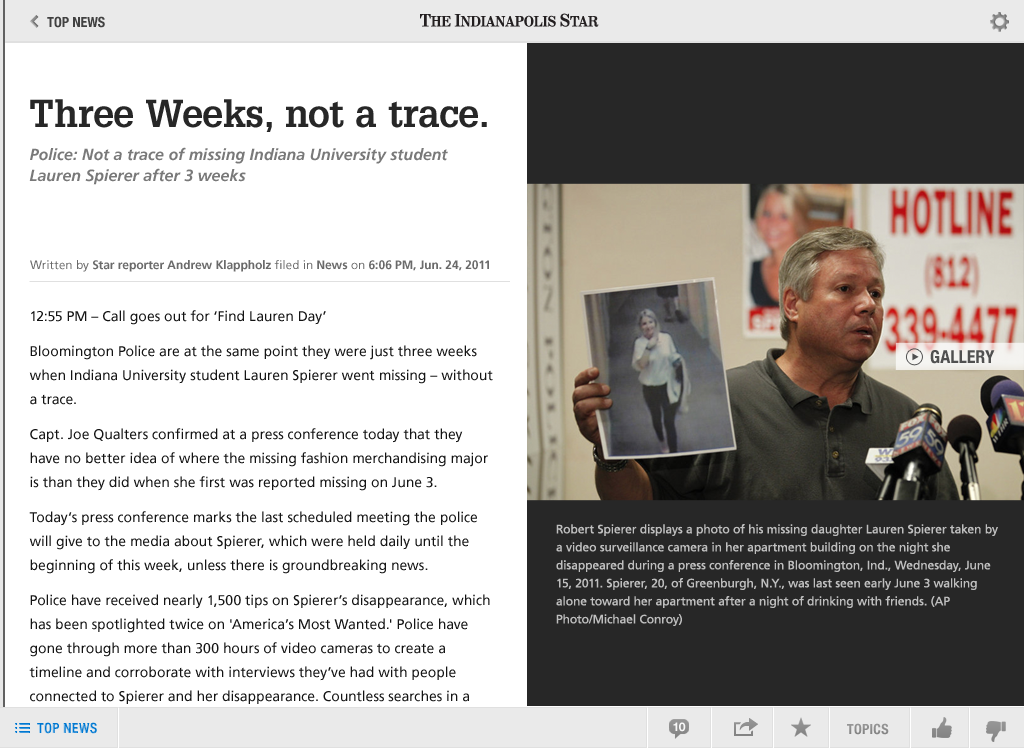 TOP NEWS
THE INDIANAPOLIS STAR
Three Weeks, not a trace.
Police: Not a trace of missing Indiana University student
Lauren Spierer after 3 weeks
Written by Star reporter Andrew Klappholz filed in News on 6:06 PM, Jun. 24, 2011
12:55 PM – Call goes out for ‘Find Lauren Day’
Bloomington Police are at the same point they were just three weeks
when Indiana University student Lauren Spierer went missing – without
a trace.
Capt. Joe Qualters confirmed at a press conference today that they
have no better idea of where the missing fashion merchandising major
is than they did when she first was reported missing on June 3.
Today’s press conference marks the last scheduled meeting the police
will give to the media about Spierer, which were held daily until the
beginning of this week, unless there is groundbreaking news.
Police have received nearly 1,500 tips on Spierer’s disappearance, which
has been spotlighted twice on 'America’s Most Wanted.' Police have
gone through more than 300 hours of video cameras to create a
timeline and corroborate with interviews they’ve had with people
connected to Spierer and her disappearance. Countless searches in a
HOTLINE
(812)
339-4477
GALLERY
59
Robert Spierer displays a photo of his missing daughter Lauren Spierer taken by
a video surveillance camera in her apartment building on the night she
disappeared during a press conference in Bloomington, Ind., Wednesday, June
15, 2011. Spierer, 20, of Greenburgh, N.Y., was last seen early June 3 walking
alone toward her apartment after a night of drinking with friends. (AP
Photo/Michael Conroy)
TOP NEWS
10
TOPICS